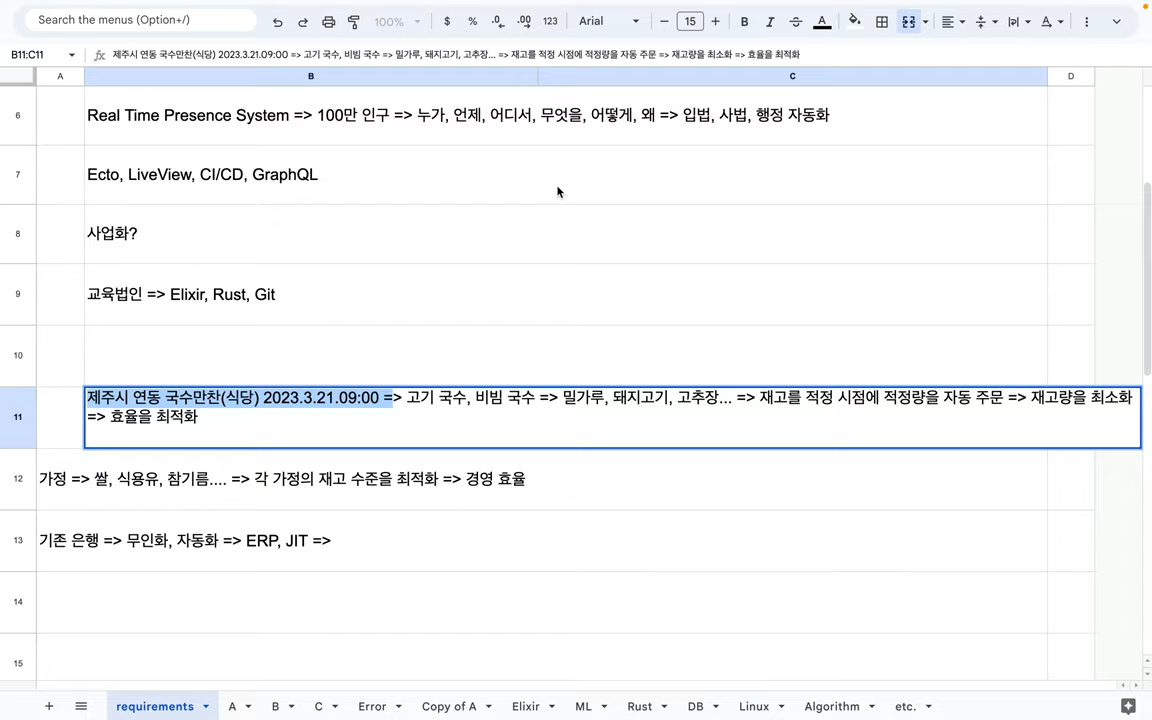 Search the menus (Option+/)
100%
$ % .0 .00 123 Arial 15 B I A
B11:C11 fx 제주시 연동 국수만찬(식당) 2023.3.21.09:00 => 고기 국수, 비빔 국수 => 밀가루, 돼지고기, 고추장... => 재고를 적정 시점에 적정량을 자동 주문 => 재고량을 최소화 => 효율을 최적화
A B C D
6 Real Time Presence System => 100만 인구 => 누가, 언제, 어디서, 무엇을, 어떻게, 왜 => 입법, 사법, 행정 자동화
7 Ecto, LiveView, CI/CD, GraphQL
8 사업화?
9 교육법인 => Elixir, Rust, Git
10
11 제주시 연동 국수만찬(식당) 2023.3.21.09:00 => 고기 국수, 비빔 국수 => 밀가루, 돼지고기, 고추장... => 재고를 적정 시점에 적정량을 자동 주문 => 재고량을 최소화
=> 효율을 최적화
12 가정 => 쌀, 식용유, 참기름.... => 각 가정의 재고 수준을 최적화 => 경영 효율
13 기존 은행 => 무인화, 자동화 => ERP, JIT =>
14
15
requirements A B C Error Copy of A Elixir ML Rust DB Linux Algorithm etc.